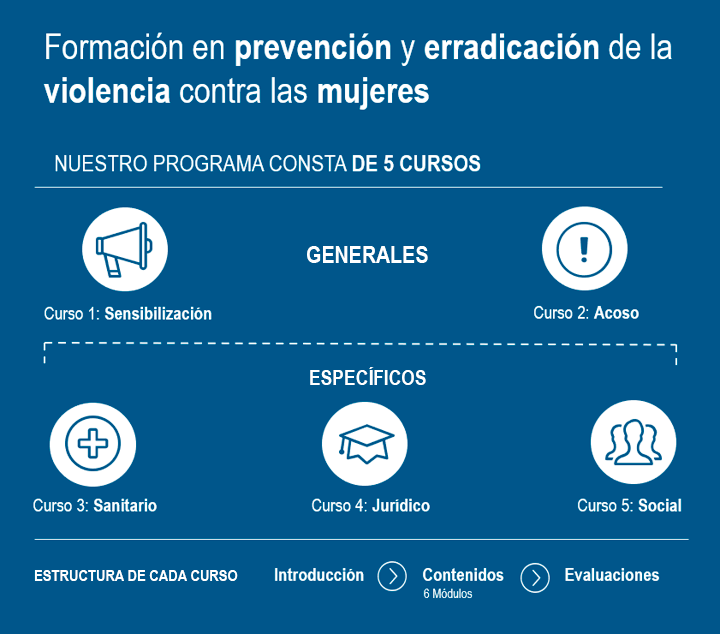 Formación en prevención y erradicación de la
violencia contra las mujeres
NUESTRO PROGRAMA CONSTA DE 5 CURSOS
GENERALES
Curso 1: Sensibilización
Curso 2: Acoso
ESPECÍFICOS
Curso 3: Sanitario
Curso 4: Jurídico
Curso 5: Social
ESTRUCTURA DE CADA CURSO
Introducción
Contenidos
6 Módulos
Evaluaciones